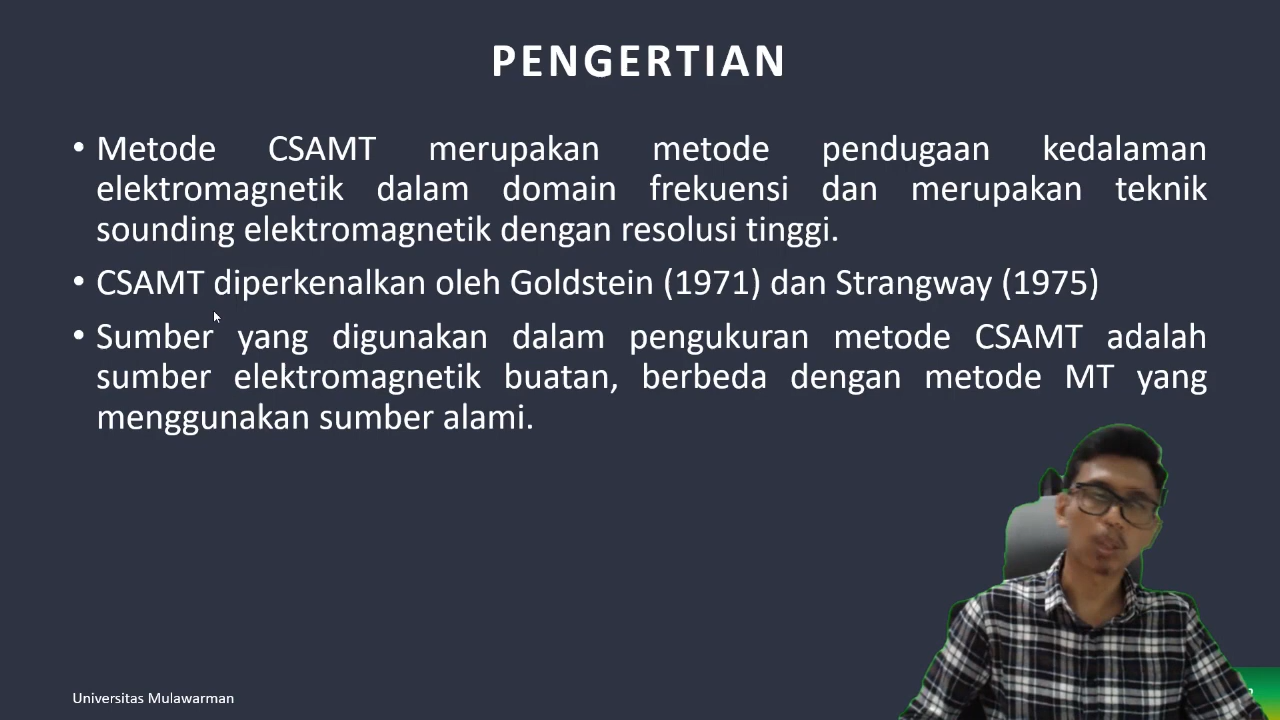 PENGERTIAN
• Metode CSAMT merupakan metode pendugaan kedalaman
elektromagnetik dalam domain frekuensi dan merupakan teknik
sounding elektromagnetik dengan resolusi tinggi.
• CSAMT diperkenalkan oleh Goldstein (1971) dan Strangway (1975)
• Sumber yang digunakan dalam pengukuran metode CSAMT adalah
sumber elektromagnetik buatan, berbeda dengan metode MT yang
menggunakan sumber alami.
Universitas Mulawarman